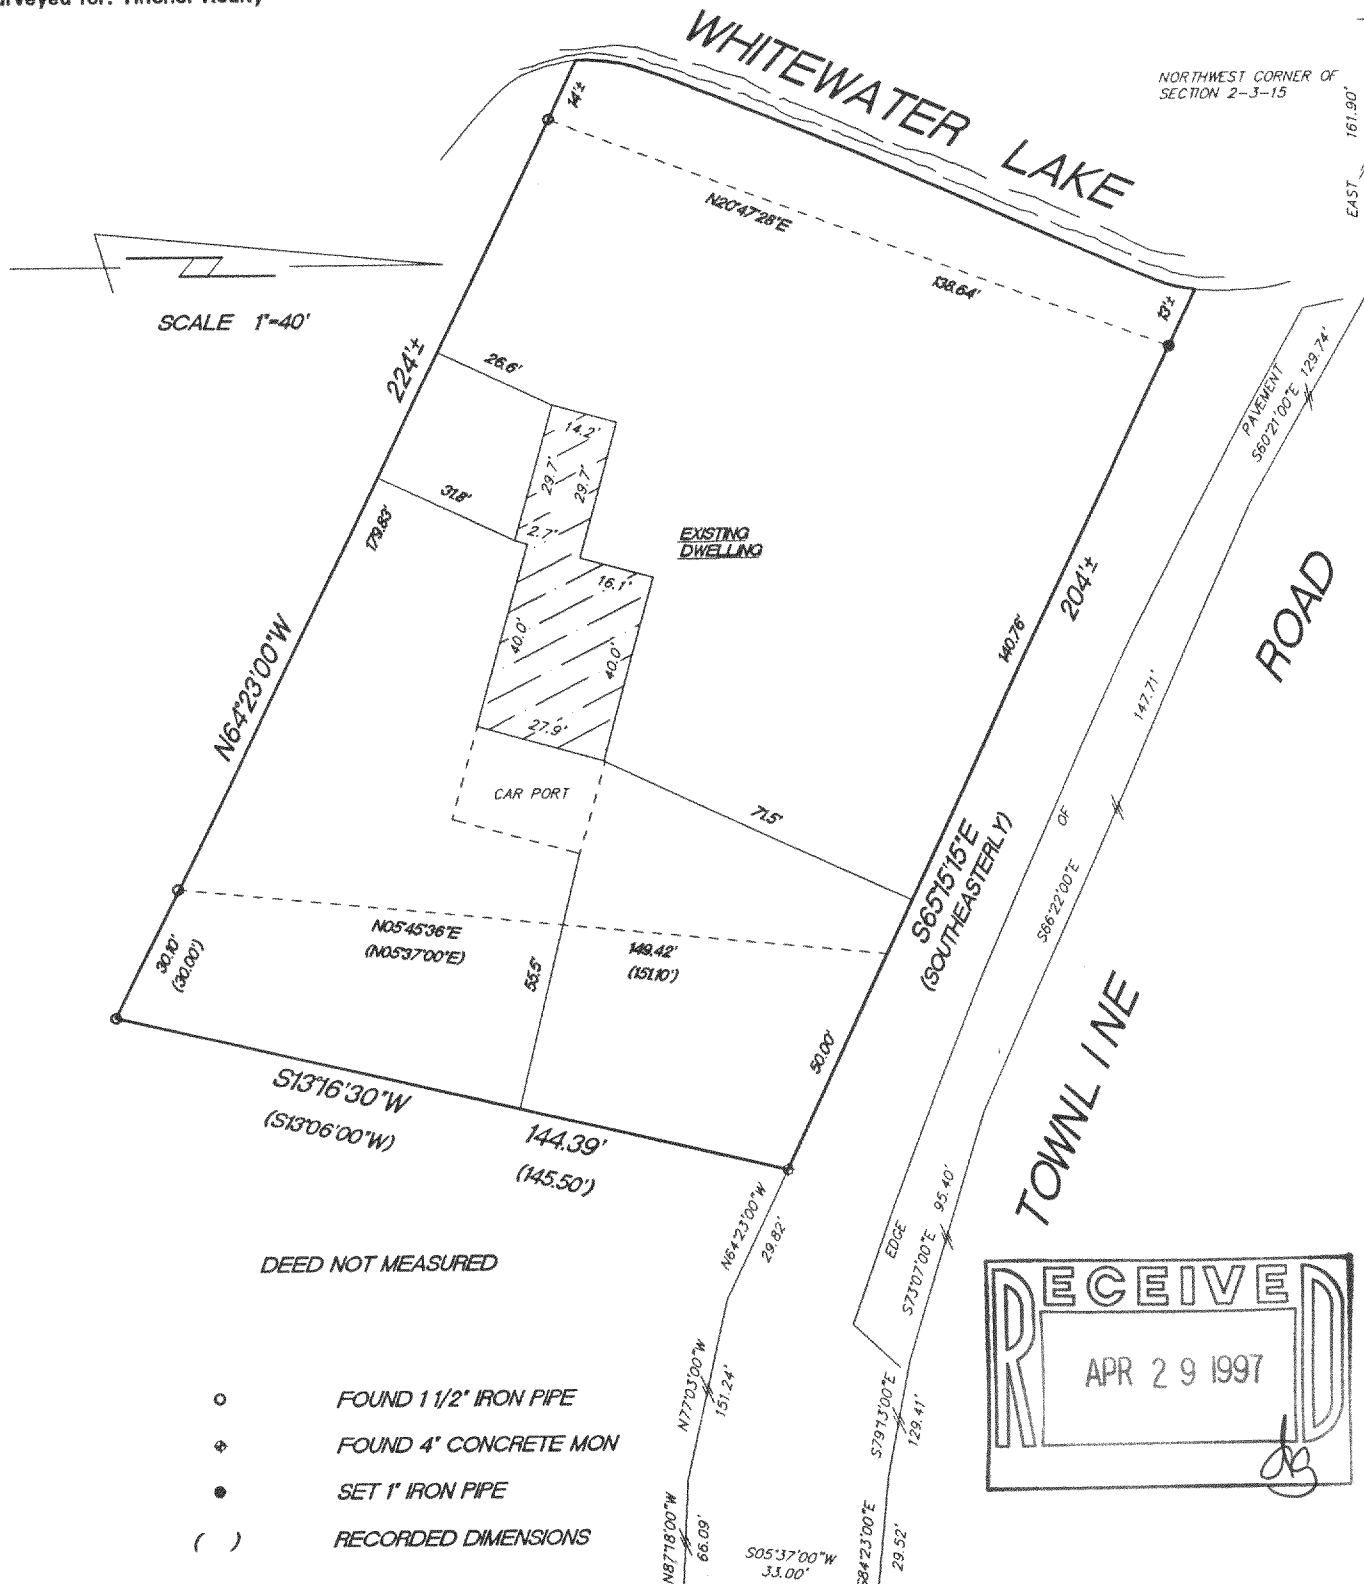 WHITEWATER LAKE
NORTHWEST CORNER OF
SECTION 2-3-15
EAST 161.90'
14'±
N20°47'28"E
138.64'
13'±
SCALE 1"=40'
224'±
26.6'
14.2'
29.7'
29.7'
31.8'
2.7'
179.83'
EXISTING
DWELLING
16.1'
40.0'
40.0'
27.9'
CAR PORT
71.5'
140.76'
204'±
PAVEMENT
S60°21'00"E 129.74'
ROAD
147.71'
N64°23'00"W
OF
S65°15'15"E
(SOUTHEASTERLY)
S66°22'00"E
N05°45'36"E
(N05°37'00"E)
149.42'
(151.10')
30.10'
(30.00')
55.5'
50.00'
S13°16'30"W
(S13°06'00"W)
144.39'
(145.50')
TOWNLINE
N64°23'00"W
29.82'
EDGE
S73°07'00"E 95.40'
DEED NOT MEASURED
RECEIVED
APR 29 1997
N77°03'00"W
151.24'
S79°13'00"E
129.41'
FOUND 1 1/2" IRON PIPE
FOUND 4" CONCRETE MON
SET 1" IRON PIPE
( ) RECORDED DIMENSIONS
N87°18'00"W
66.09'
S05°37'00"W
33.00'
S84°23'00"E
29.52'